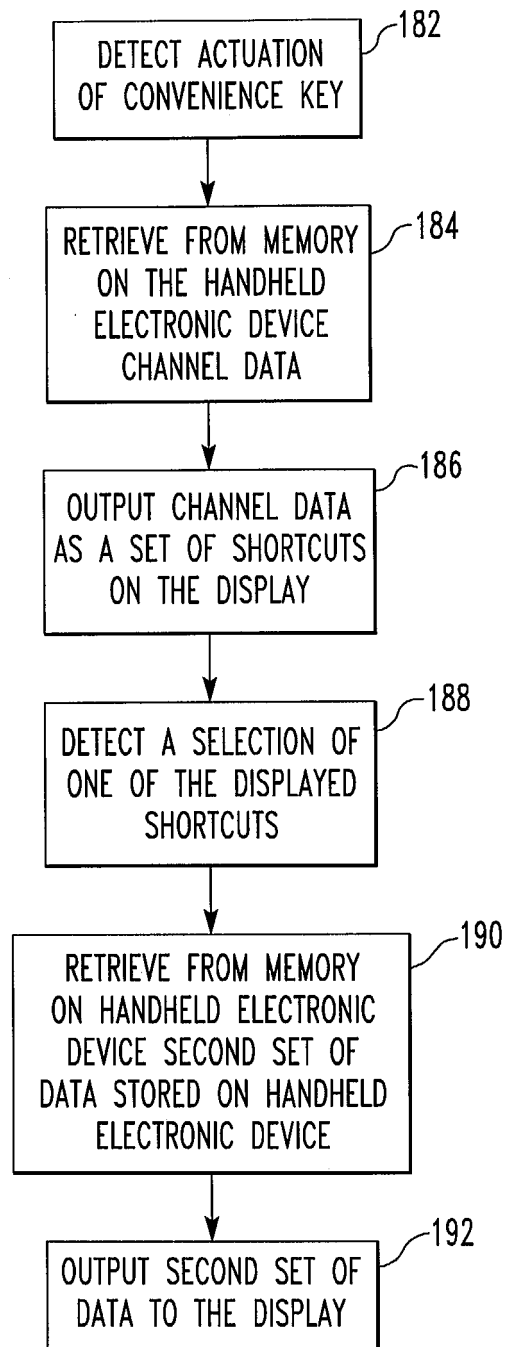 182
DETECT ACTUATION
OF CONVENIENCE KEY
184
RETRIEVE FROM MEMORY
ON THE HANDHELD
ELECTRONIC DEVICE
CHANNEL DATA
186
OUTPUT CHANNEL DATA
AS A SET OF SHORTCUTS
ON THE DISPLAY
188
DETECT A SELECTION OF
ONE OF THE DISPLAYED
SHORTCUTS
190
RETRIEVE FROM MEMORY
ON HANDHELD ELECTRONIC
DEVICE SECOND SET OF
DATA STORED ON HANDHELD
ELECTRONIC DEVICE
192
OUTPUT SECOND SET OF
DATA TO THE DISPLAY